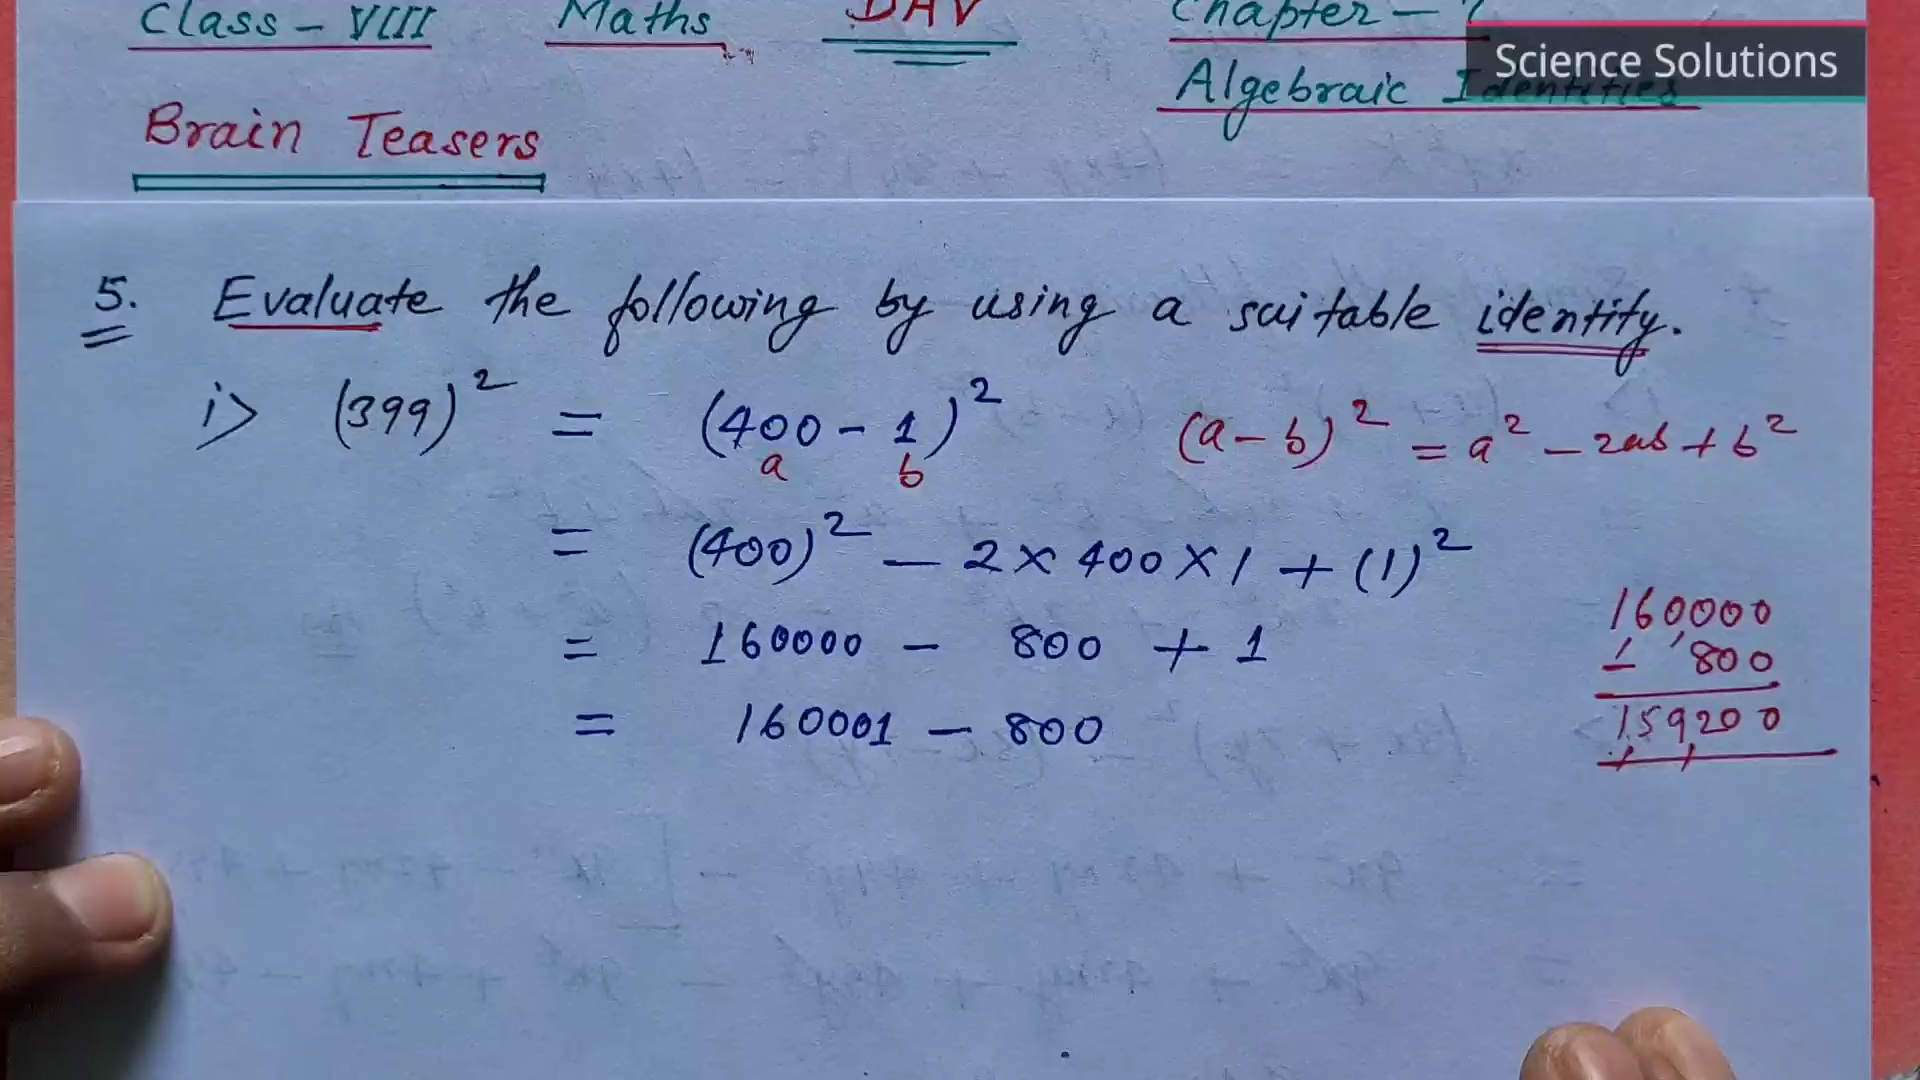 Class - VIII Maths DAV Chapter -
Science Solutions
Algebraic Identities
Brain Teasers
5. Evaluate the following by using a suitable identity.
i> (399)² = (400 - 1)² (a - b)² = a² - 2ab + b²
a b
= (400)² - 2 × 400 × 1 + (1)²
= 160000 - 800 + 1
= 160001 - 800
160000
- 800
159200